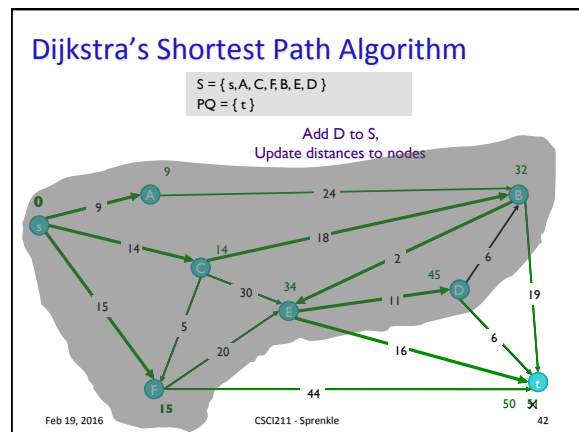 Dijkstra's Shortest Path Algorithm
S = { s, A, C, F, B, E, D }
PQ = { t }
Add D to S,
Update distances to nodes
9
32
0
A
24
B
9
s
14
14
18
C
2
6
45
34
D
30
11
19
15
E
5
6
20
16
t
F
44
15
50 51
Feb 19, 2016
CSCI211 - Sprenkle
42